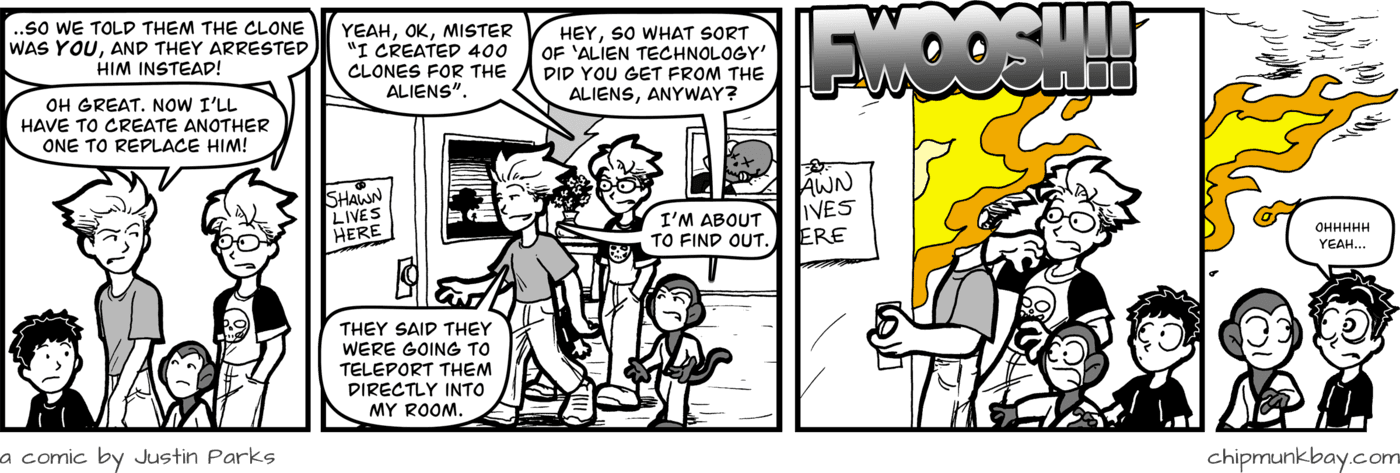 ..SO WE TOLD THEM THE CLONE
WAS YOU, AND THEY ARRESTED
HIM INSTEAD!
OH GREAT. NOW I'LL
HAVE TO CREATE ANOTHER
ONE TO REPLACE HIM!
YEAH, OK, MISTER
"I CREATED 400
CLONES FOR THE
ALIENS".
HEY, SO WHAT SORT
OF 'ALIEN TECHNOLOGY'
DID YOU GET FROM THE
ALIENS, ANYWAY?
SHAWN
LIVES
HERE
I'M ABOUT
TO FIND OUT.
THEY SAID THEY
WERE GOING TO
TELEPORT THEM
DIRECTLY INTO
MY ROOM.
FWOOSH!!
AWN
IVES
ERE
OHHHHH
YEAH...
a comic by Justin Parks
chipmunkbay.com